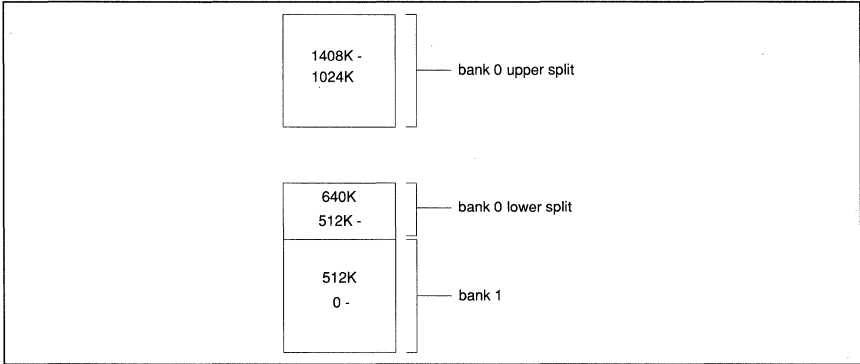 1408K -
1024K
bank 0 upper split
640K
512K -
bank 0 lower split
512K
0 -
bank 1